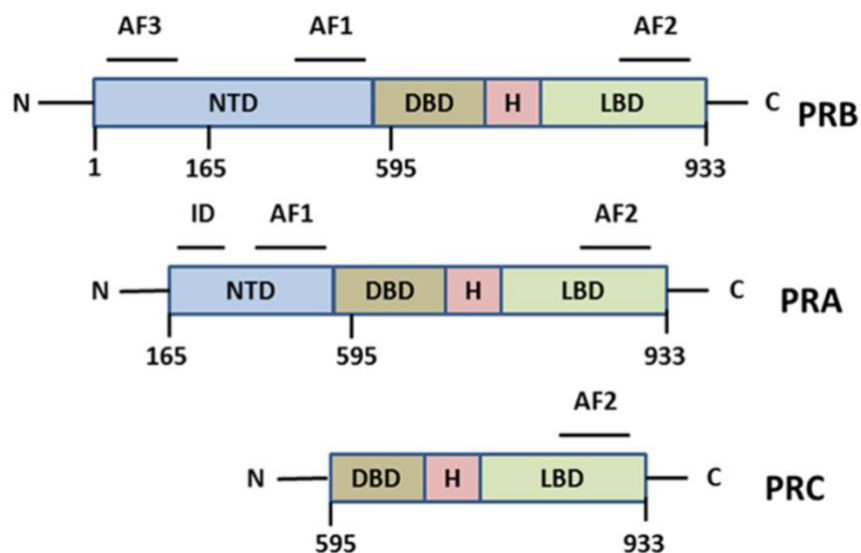 AF3 AF1 AF2
N NTD DBD H LBD C PRB
1 165 595 933
ID AF1 AF2
N NTD DBD H LBD C PRA
165 595 933
AF2
N DBD H LBD C PRC
595 933